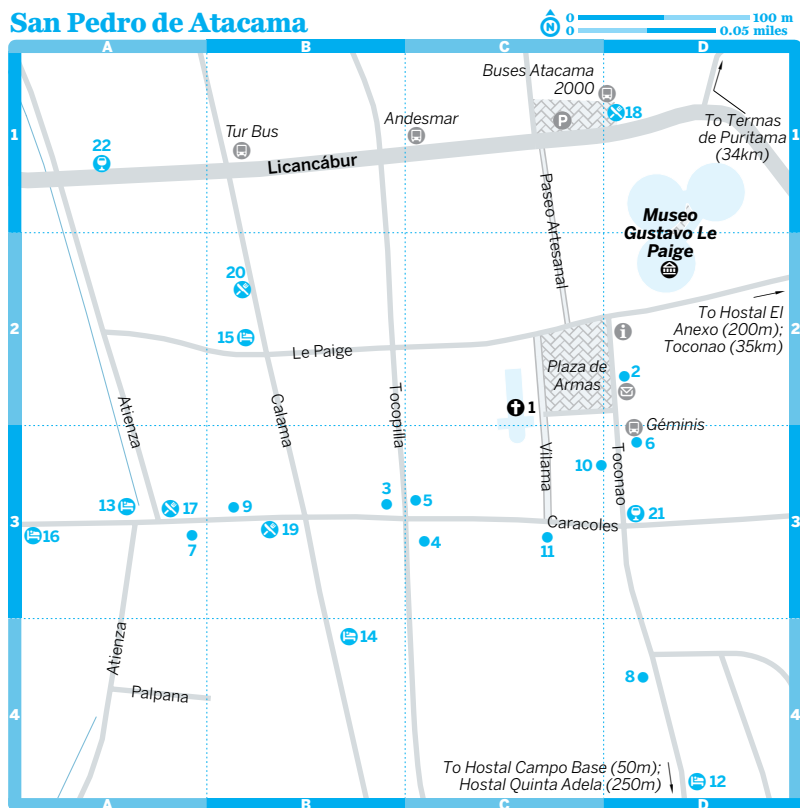 San Pedro de Atacama
N
0 100 m
0 0.05 miles
A B C D
1
Buses Atacama
2000
P
18
To Termas
de Puritama
(34km)
1
22
Tur Bus
Andesmar
Licancábur
Paseo Artesanal
Museo
Gustavo Le
Paige
2
20
15
Le Paige
i
To Hostal El
Anexo (200m);
Toconao (35km)
2
Plaza de
Armas
2
1
Atienza
Calama
Tocopilla
Vilama
Toconao
Géminis
6
10
3
13
17
9
3
5
21
3
16
7
19
4
Caracoles
11
14
Atienza
Palpana
8
4
4
To Hostal Campo Base (50m);
Hostal Quinta Adela (250m)
12
A B C D